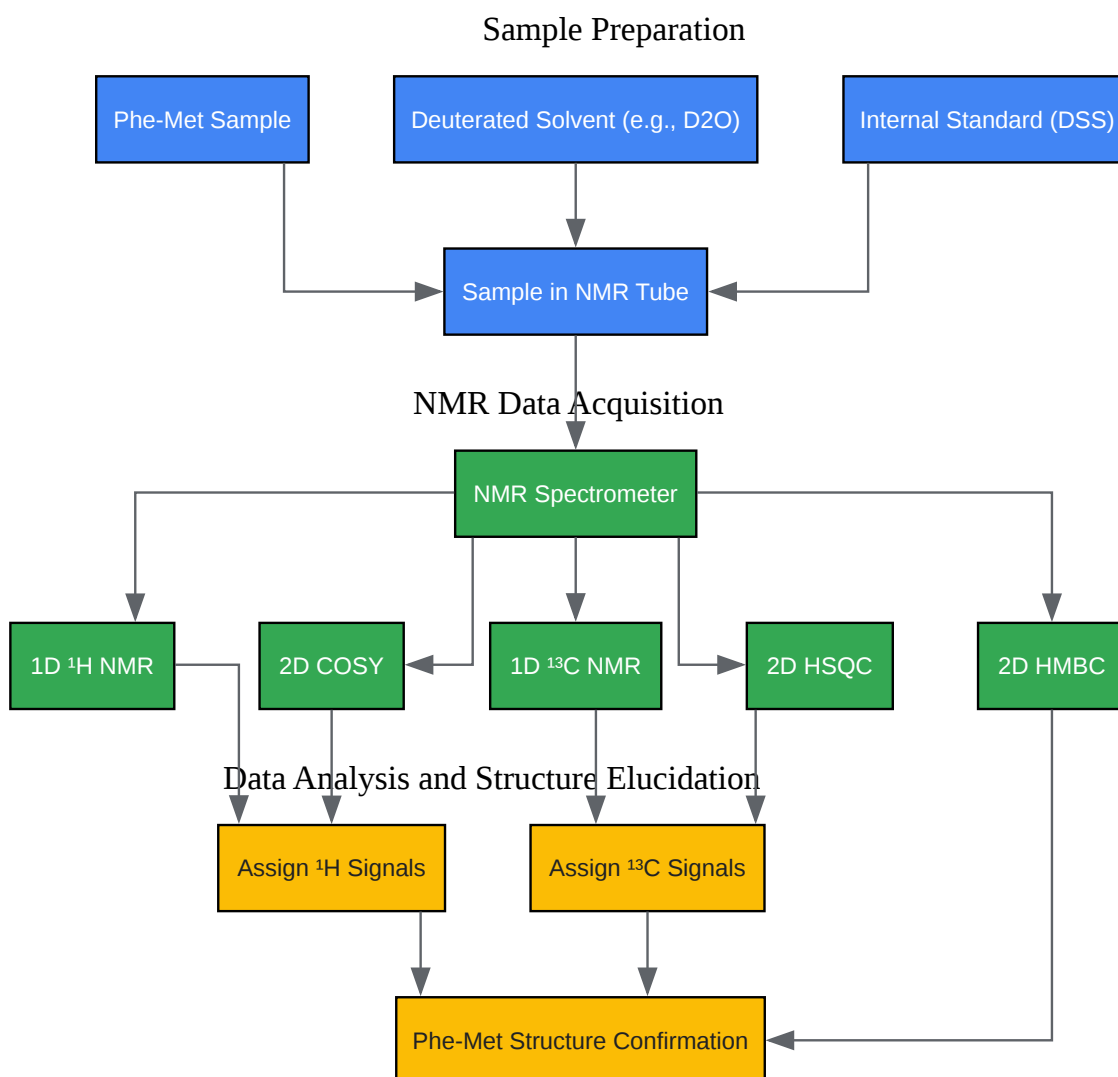 Sample Preparation
Phe-Met Sample
Deuterated Solvent (e.g., D2O)
Internal Standard (DSS)
Sample in NMR Tube
NMR Data Acquisition
NMR Spectrometer
1D ¹H NMR
2D COSY
1D ¹³C NMR
2D HSQC
2D HMBC
Data Analysis and Structure Elucidation
Assign ¹H Signals
Assign ¹³C Signals
Phe-Met Structure Confirmation